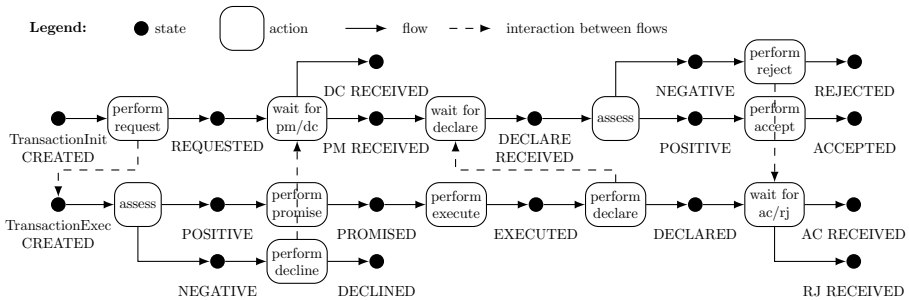 Legend: state action flow interaction between flows
perform
reject
DC RECEIVED NEGATIVE REJECTED
perform
request
wait for
pm/dc
wait for
declare
assess
perform
accept
TransactionInit
CREATED
REQUESTED
PM RECEIVED
DECLARE
RECEIVED
POSITIVE
ACCEPTED
assess
perform
promise
perform
execute
perform
declare
wait for
ac/rj
TransactionExec
CREATED
POSITIVE
PROMISED
EXECUTED
DECLARED
AC RECEIVED
perform
decline
NEGATIVE
DECLINED
RJ RECEIVED